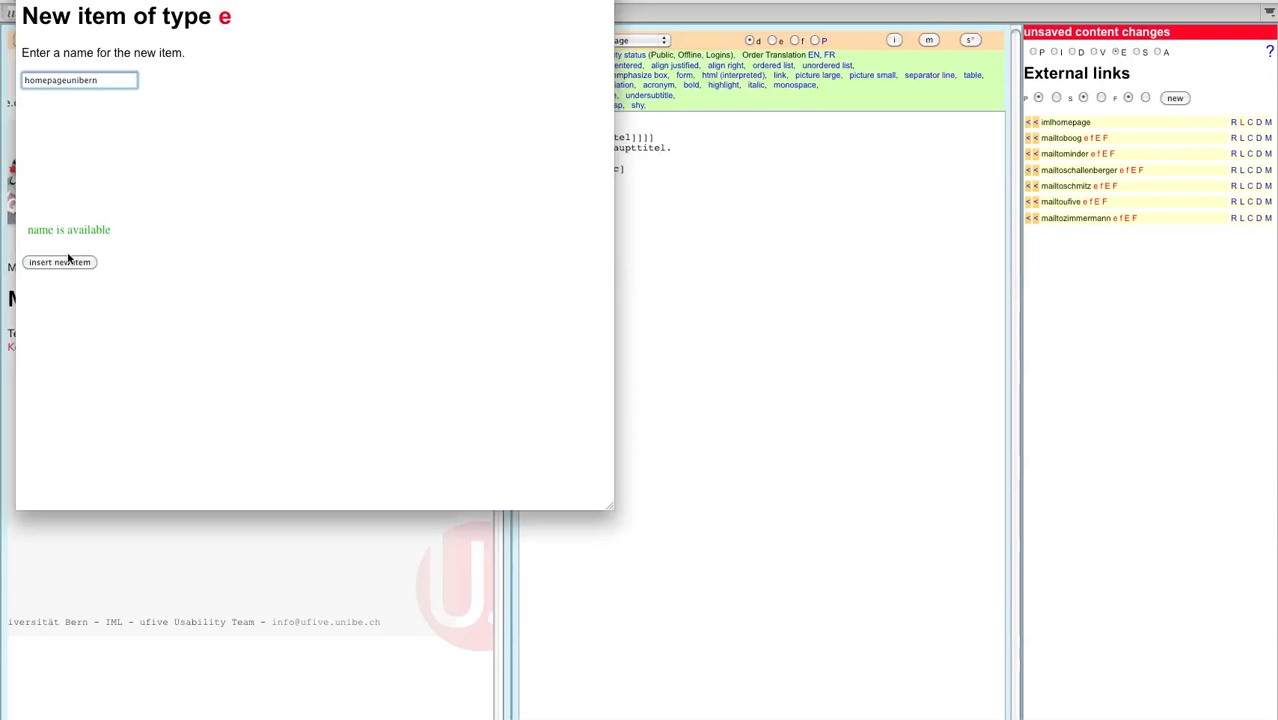 New item of type e
Enter a name for the new item.
homepageunibern
name is available
insert new item
versität Bern - IML - ufive Usability Team - info@ufive.unibe.ch
age
d e f P
i m s+
ty status (Public, Offline, Logins), Order Translation EN, FR
entered, align justified, align right, ordered list, unordered list,
mphasize box, form, html (interpreted), link, picture large, picture small, separator line, table,
iation, acronym, bold, highlight, italic, monospace,
e, undersubtitle,
sp, shy,
tel]]]]
aupttitel.
c]
unsaved content changes
P I D V E S A ?
External links
P S F new
< < imlhomepage R L C D M
< < mailtoboog e f E F R L C D M
< < mailtominder e f E F R L C D M
< < mailtoschallenberger e f E F R L C D M
< < mailtoschmitz e f E F R L C D M
< < mailtoufive e f E F R L C D M
< < mailtozimmermann e f E F R L C D M